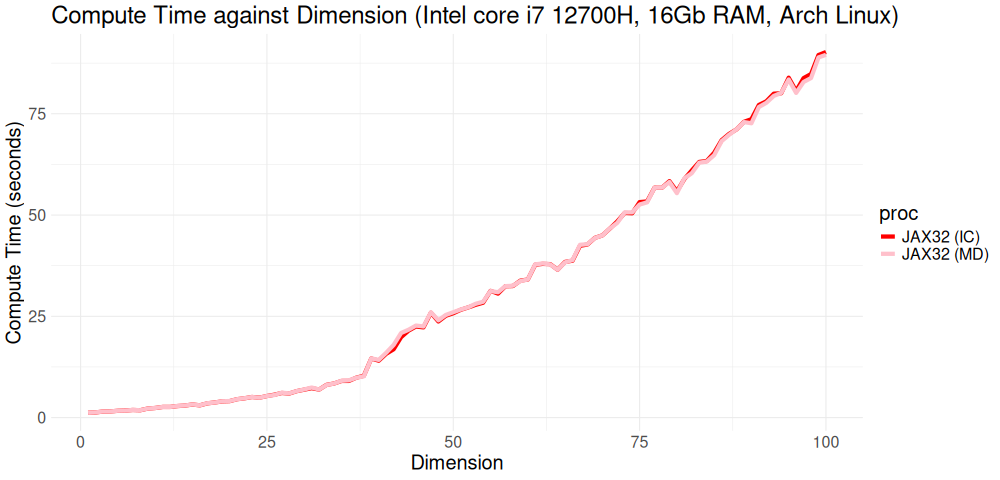 Compute Time against Dimension (Intel core i7 12700H, 16Gb RAM, Arch Linux)
Compute Time (seconds)
75
50
25
0
0 25 50 75 100
Dimension
proc
JAX32 (IC)
JAX32 (MD)